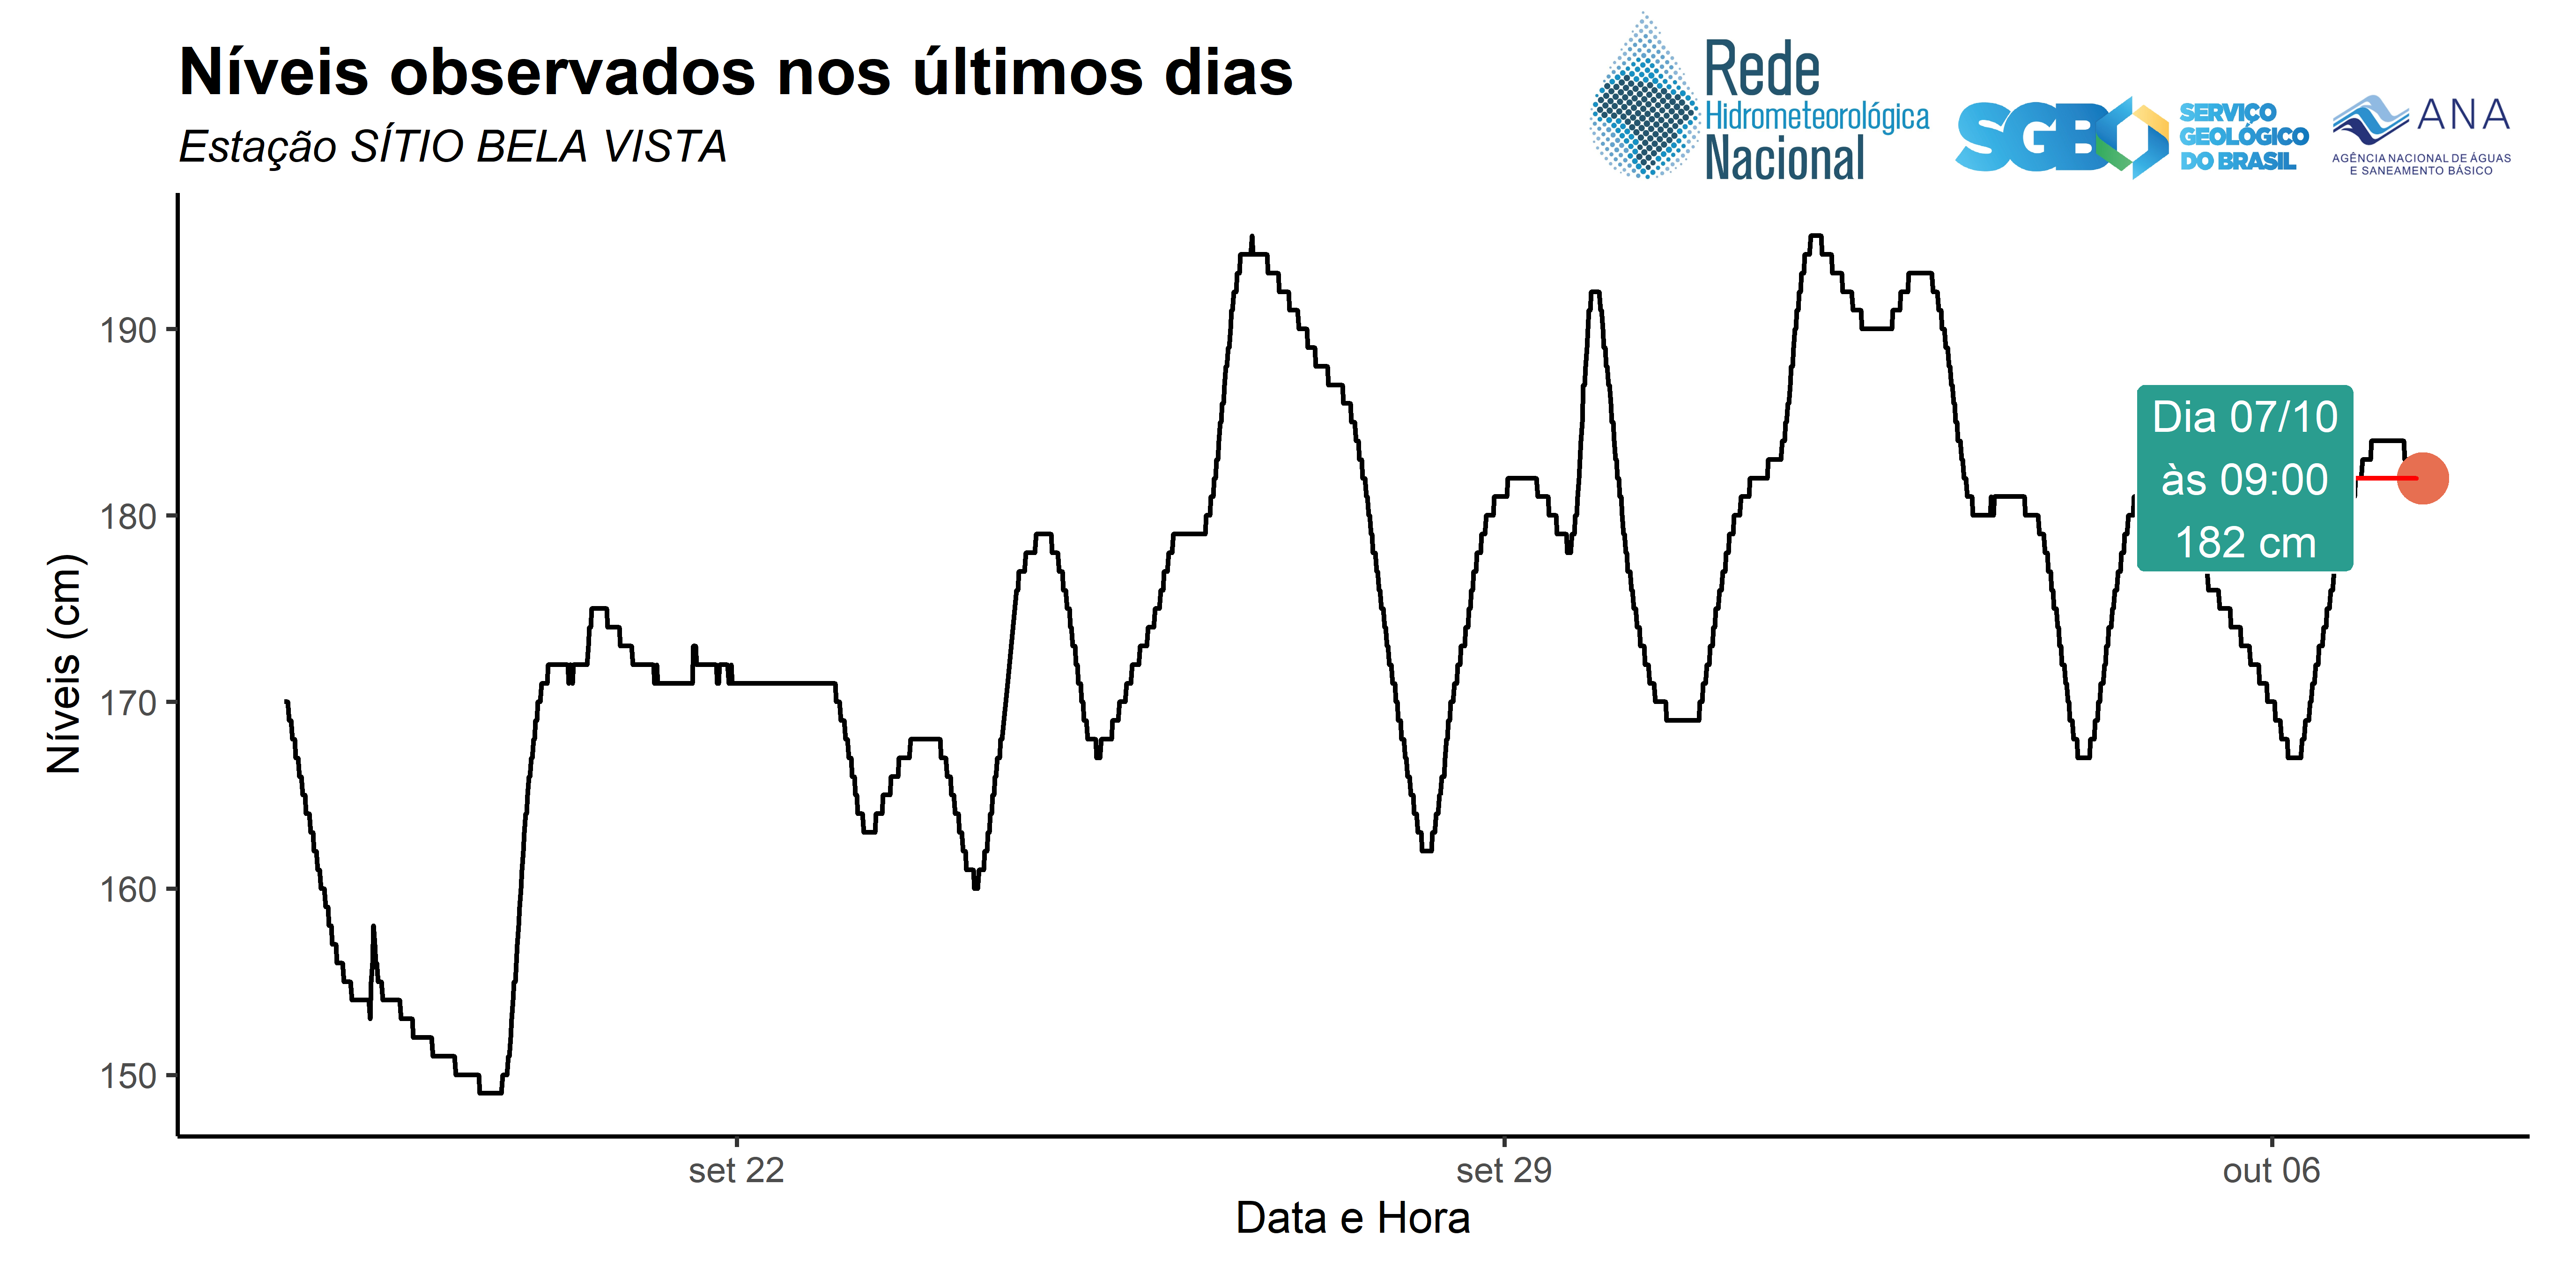 Níveis observados nos últimos dias
Estação SÍTIO BELA VISTA
Rede
Hidrometeorológica
Nacional
SGB
SERVIÇO
GEOLÓGICO
DO BRASIL
ANA
AGÊNCIA NACIONAL DE ÁGUAS
E SANEAMENTO BÁSICO
Níveis (cm)
190
180
170
160
150
Dia 07/10
às 09:00
182 cm
set 22
set 29
out 06
Data e Hora